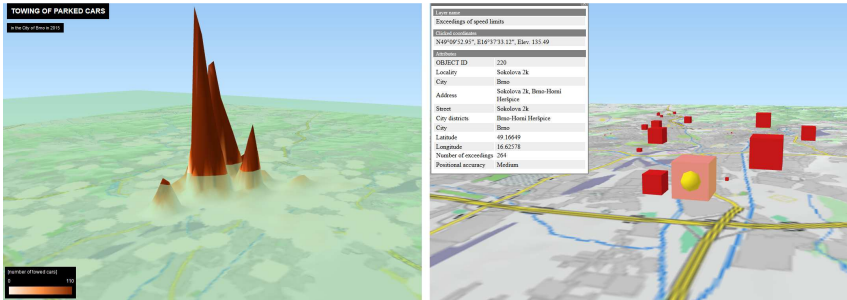 TOWING OF PARKED CARS
in the City of Brno in 2015
[number of towed cars]
0 110
Layer name
Exceedings of speed limits
Clicked coordinates
N49°09'52.95", E16°37'33.12", Elev. 135.49
Attributes
OBJECT ID 220
Locality Sokolova 2k
City Brno
Address Sokolova 2k, Brno-Horni Heršpice
Street Sokolova 2k
City districts Brno-Horni Heršpice
City Brno
Latitude 49.16649
Longitude 16.62578
Number of exceedings 264
Positional accuracy Medium